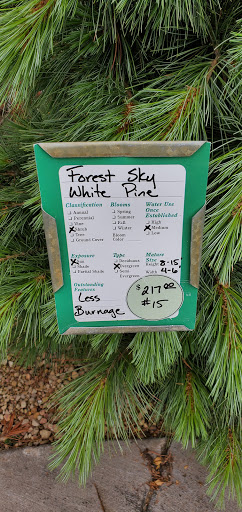 Forest Sky
White Pine
Classification Blooms Water Use Once Established
Annual Spring High
Perennial Summer X Medium
Vine Fall Low
X Shrub Winter
Tree Bloom Color
Ground Cover
Exposure Type Mature Size
X Sun Deciduous Height 8-15
Shade X Evergreen Width 4-6
Partial Shade Semi Evergreen
Outstanding Features
Less
Burnage
$217.00
#15